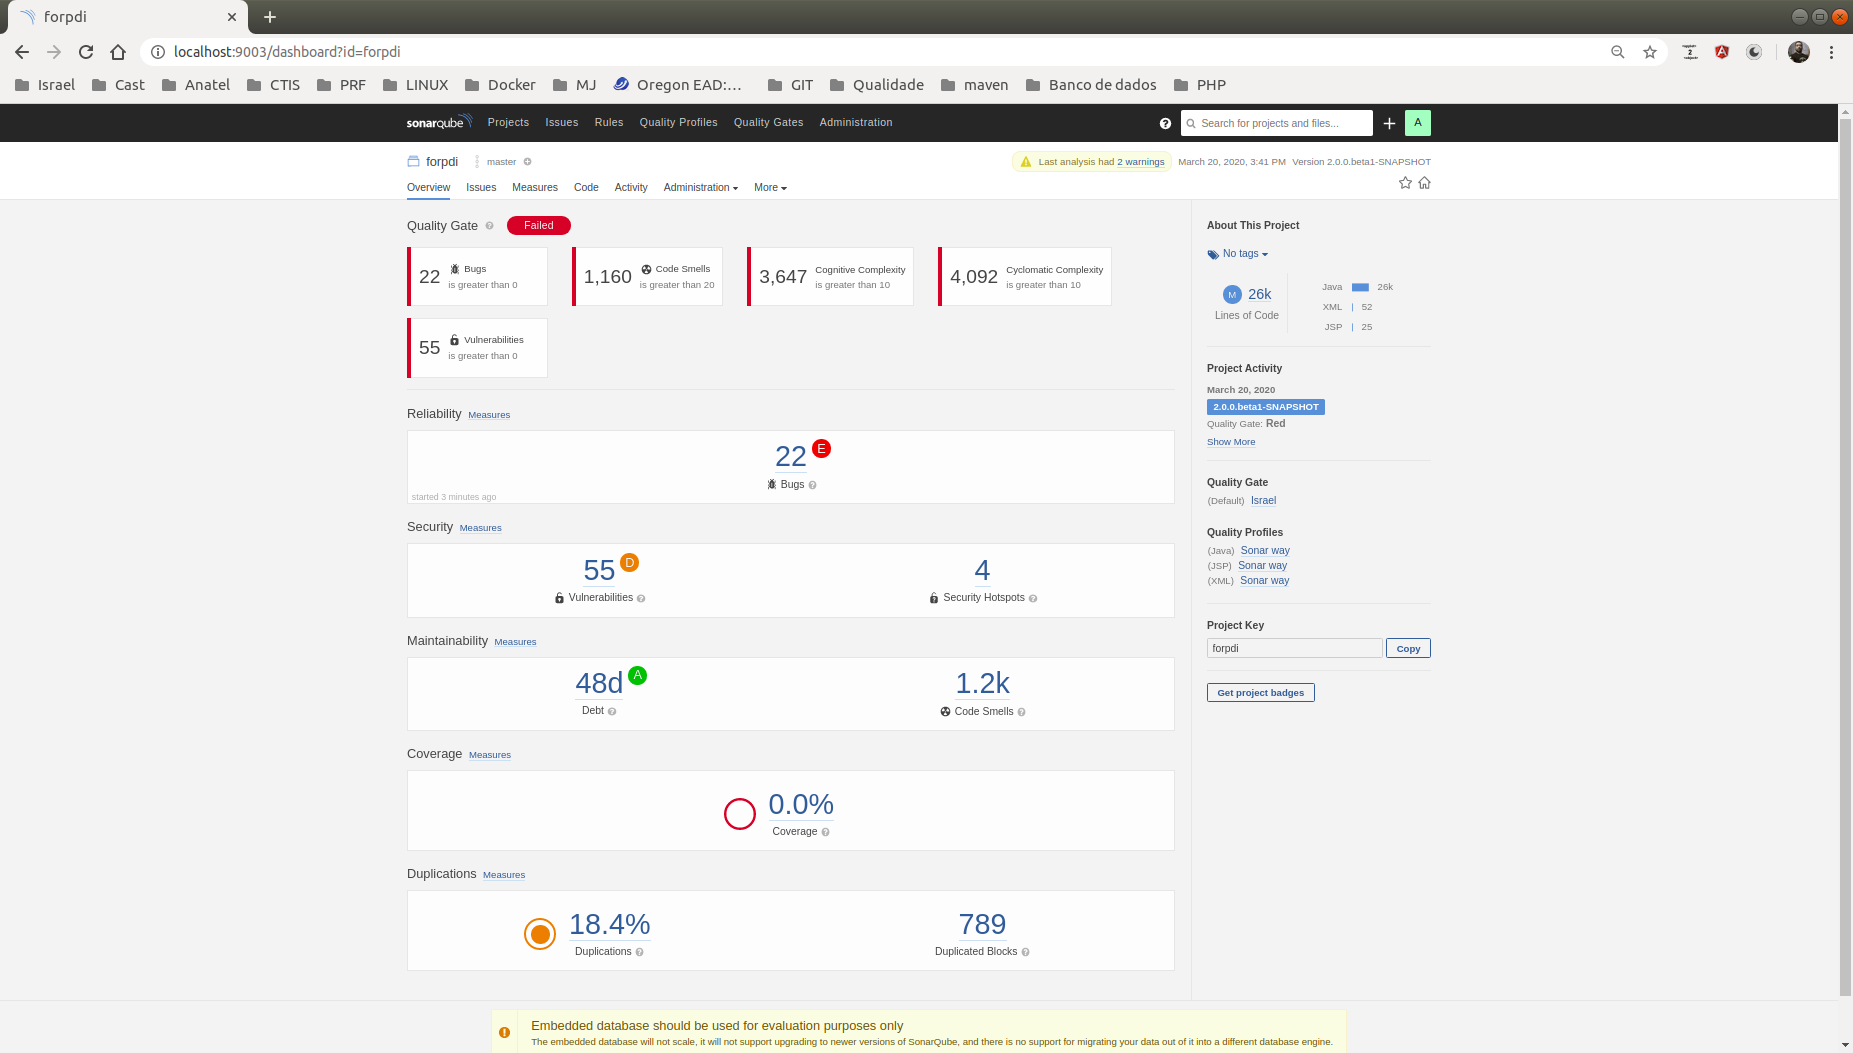 forpdi
localhost:9003/dashboard?id=forpdi
Israel Cast Anatel CTIS PRF LINUX Docker MJ Oregon EAD:... GIT Qualidade maven Banco de dados PHP
sonarqube Projects Issues Rules Quality Profiles Quality Gates Administration Search for projects and files... A
forpdi master Last analysis had 2 warnings March 20, 2020, 3:41 PM Version 2.0.0.beta1-SNAPSHOT
Overview Issues Measures Code Activity Administration More
Quality Gate Failed
22 Bugs
is greater than 0
1,160 Code Smells
is greater than 20
3,647 Cognitive Complexity
is greater than 10
4,092 Cyclomatic Complexity
is greater than 10
55 Vulnerabilities
is greater than 0
Reliability Measures
22 E
Bugs
started 3 minutes ago
Security Measures
55 D
Vulnerabilities
4
Security Hotspots
Maintainability Measures
48d A
Debt
1.2k
Code Smells
Coverage Measures
0.0%
Coverage
Duplications Measures
18.4%
Duplications
789
Duplicated Blocks
About This Project
No tags
M 26k
Lines of Code
Java 26k
XML 52
JSP 25
Project Activity
March 20, 2020
2.0.0.beta1-SNAPSHOT
Quality Gate: Red
Show More
Quality Gate
(Default) Israel
Quality Profiles
(Java) Sonar way
(JSP) Sonar way
(XML) Sonar way
Project Key
forpdi Copy
Get project badges
Embedded database should be used for evaluation purposes only
The embedded database will not scale, it will not support upgrading to newer versions of SonarQube, and there is no support for migrating your data out of it into a different database engine.